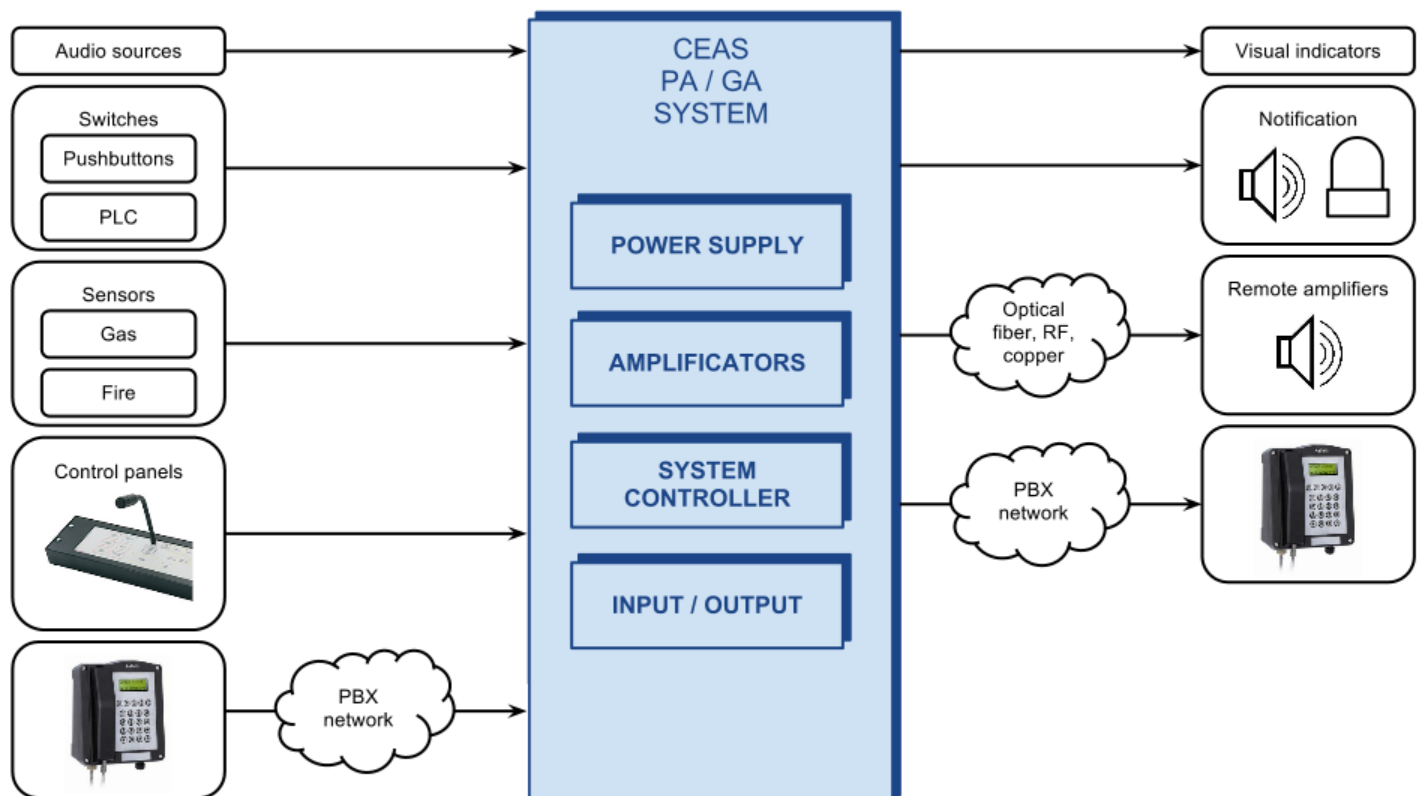 Audio sources
Switches
Pushbuttons
PLC
Sensors
Gas
Fire
Control panels
PBX
network
CEAS
PA / GA
SYSTEM
POWER SUPPLY
AMPLIFICATORS
SYSTEM
CONTROLLER
INPUT / OUTPUT
Visual indicators
Notification
Optical
fiber, RF,
copper
Remote amplifiers
PBX
network